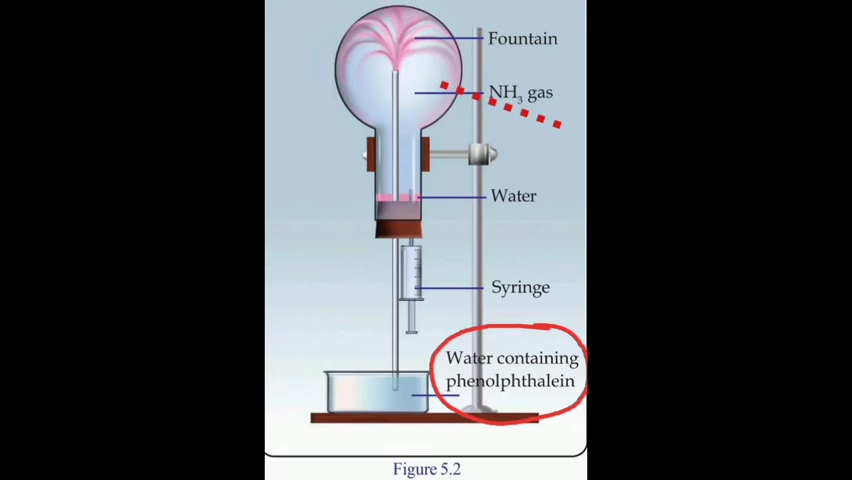 Fountain
NH₃ gas
Water
Syringe
Water containing
phenolphthalein
Figure 5.2